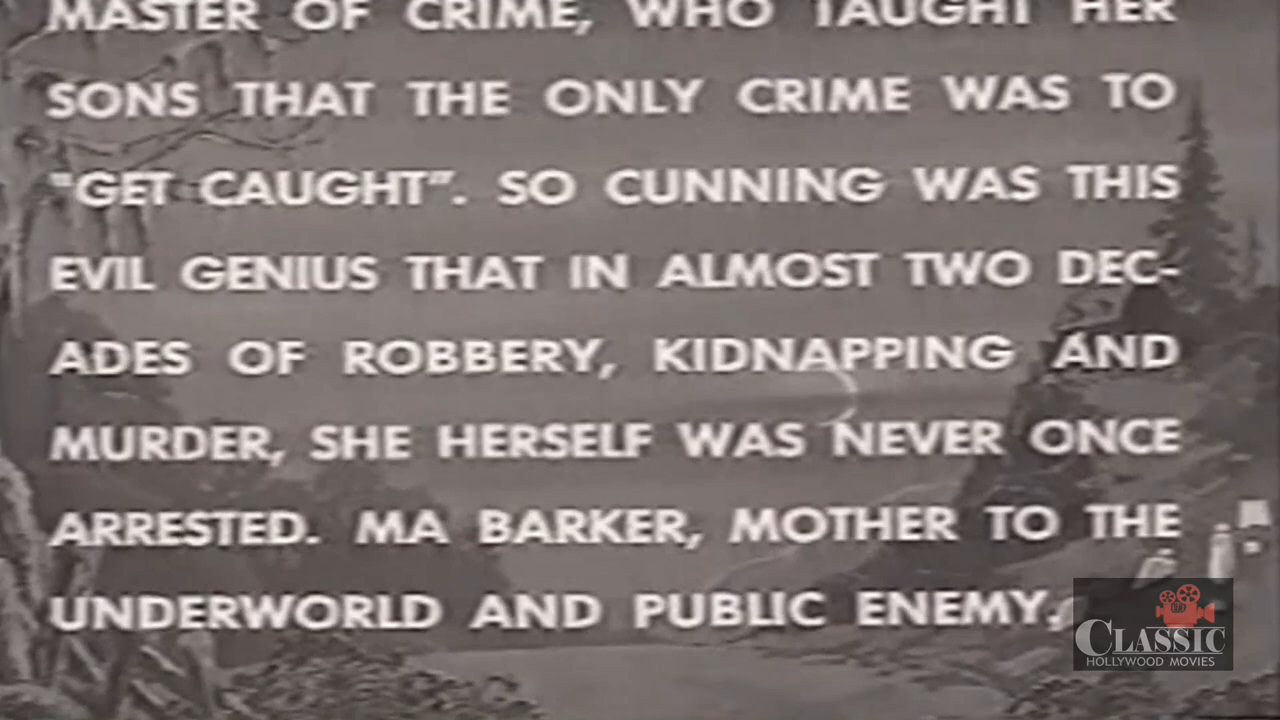 MASTER OF CRIME, WHO TAUGHT HER
SONS THAT THE ONLY CRIME WAS TO
"GET CAUGHT". SO CUNNING WAS THIS
EVIL GENIUS THAT IN ALMOST TWO DEC-
ADES OF ROBBERY, KIDNAPPING AND
MURDER, SHE HERSELF WAS NEVER ONCE
ARRESTED. MA BARKER, MOTHER TO THE
UNDERWORLD AND PUBLIC ENEMY,
CLASSIC
HOLLYWOOD MOVIES